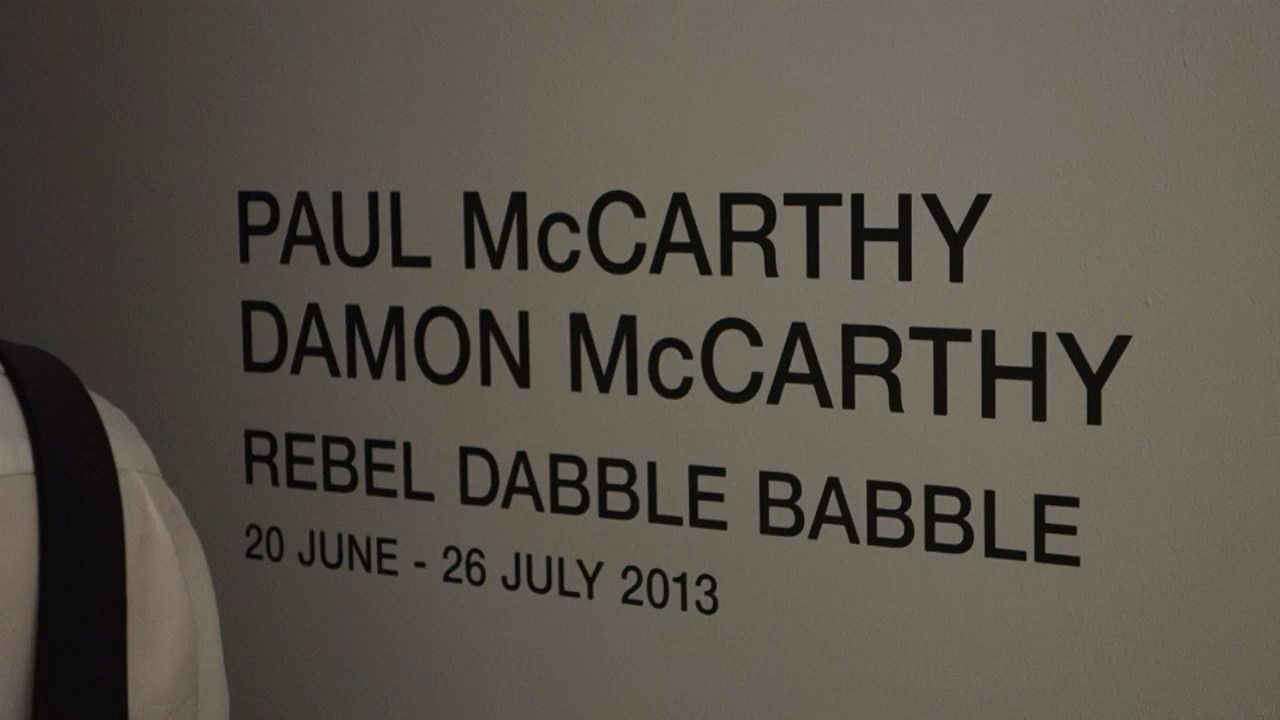 PAUL McCARTHY
DAMON McCARTHY
REBEL DABBLE BABBLE
20 JUNE - 26 JULY 2013